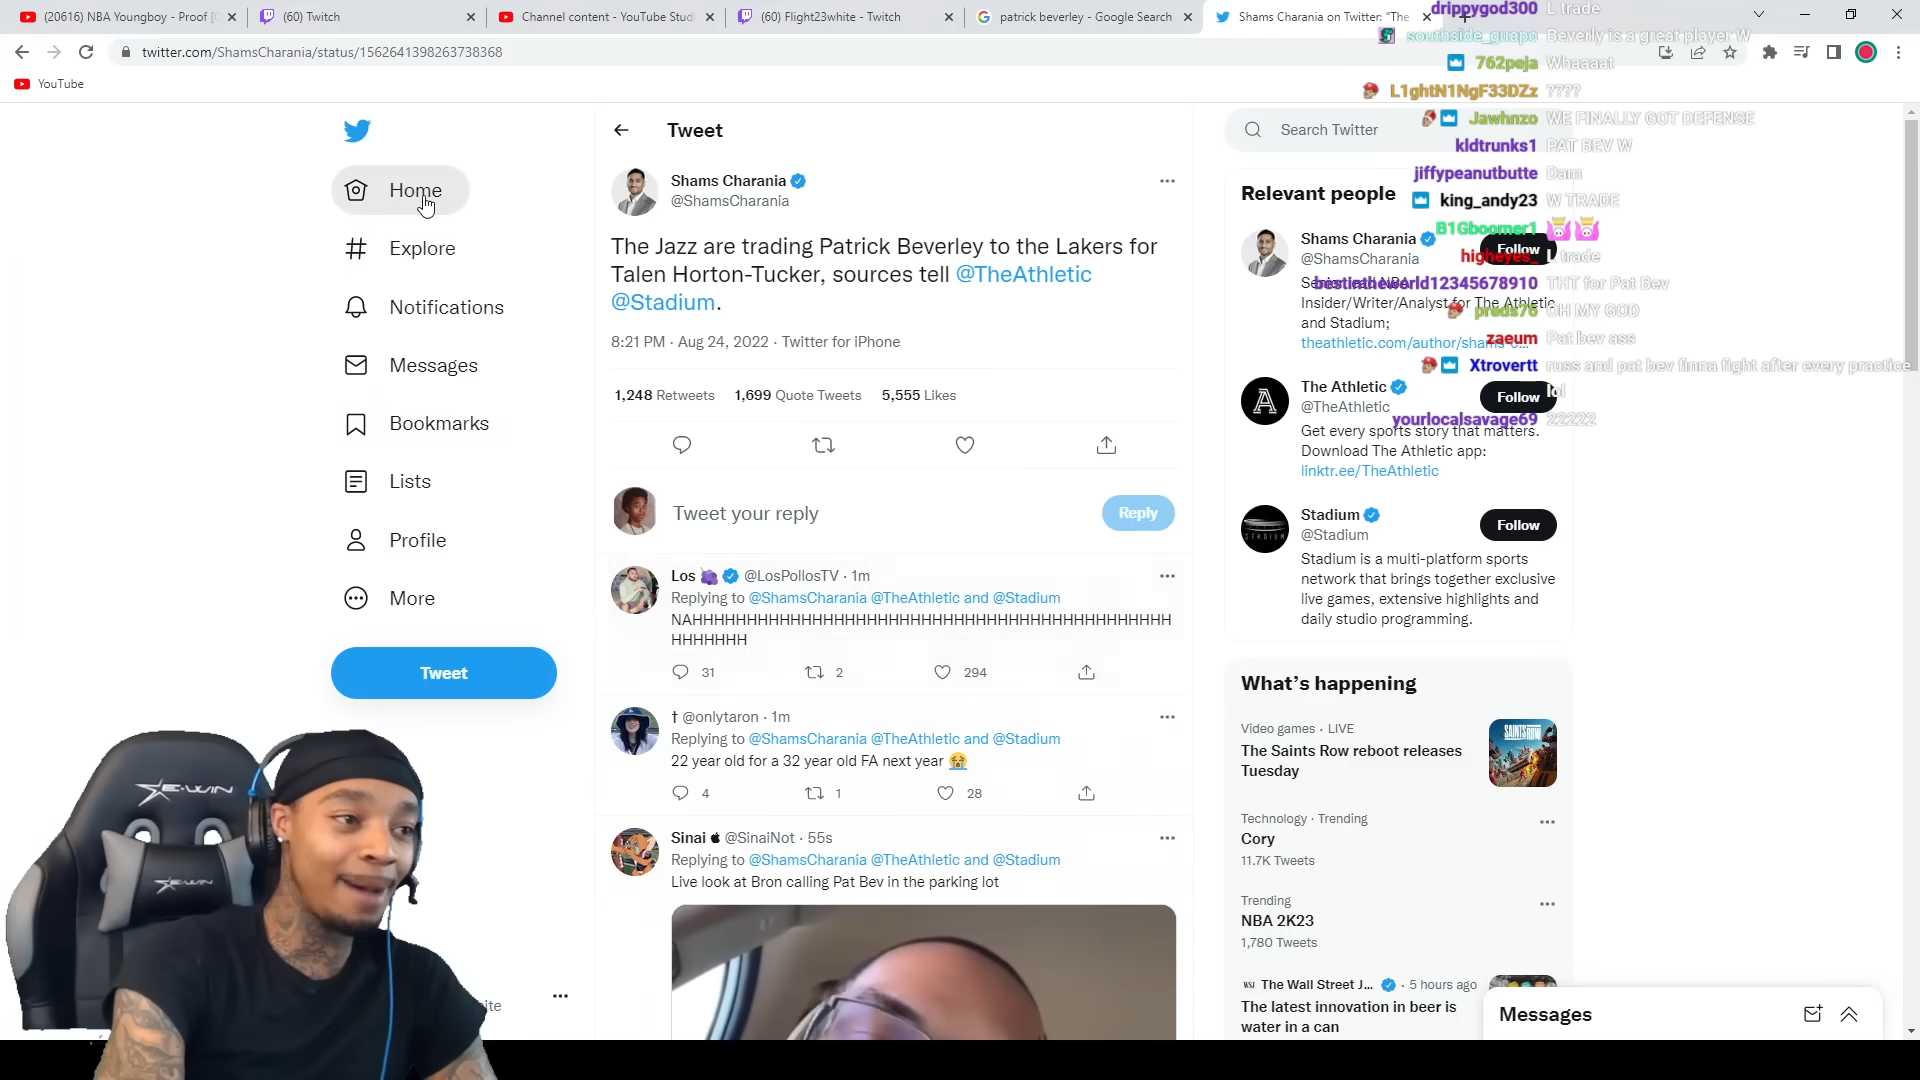 (20616) NBA Youngboy - Proof [
(60) Twitch
Channel content - YouTube Stud
(60) Flight23white - Twitch
patrick beverley - Google Search
Shams Charania on Twitter: "The
twitter.com/ShamsCharania/status/1562641398263738368
YouTube
drippygod300 L trade
southside_guapo Beverly is a great player W
762peja Whaaaat
L1ghtN1NgF33DZz ????
Jawhnzo WE FINALLY GOT DEFENSE
kldtrunks1 PAT BEV W
jiffypeanutbutte Dam
king_andy23 W TRADE
B1Gboomer1
higheyes_ L trade
bestintheworld12345678910 THT for Pat Bev
preds76 OH MY GOD
zaeum Pat bev ass
Xtrovertt russ and pat bev finna fight after every practice
lol
yourlocalsavage69 22222
Home
Explore
Notifications
Messages
Bookmarks
Lists
Profile
More
Tweet
Tweet
Shams Charania
@ShamsCharania
The Jazz are trading Patrick Beverley to the Lakers for
Talen Horton-Tucker, sources tell @TheAthletic
@Stadium.
8:21 PM · Aug 24, 2022 · Twitter for iPhone
1,248 Retweets 1,699 Quote Tweets 5,555 Likes
Tweet your reply
Reply
Los 🍇 @LosPollosTV · 1m
Replying to @ShamsCharania @TheAthletic and @Stadium
NAHHHHHHHHHHHHHHHHHHHHHHHHHHHHHHHHHHHHHHHHHHHH
HHHHHHH
31 2 294
† @onlytaron · 1m
Replying to @ShamsCharania @TheAthletic and @Stadium
22 year old for a 32 year old FA next year 😭
4 1 28
Sinai @SinaiNot · 55s
Replying to @ShamsCharania @TheAthletic and @Stadium
Live look at Bron calling Pat Bev in the parking lot
Search Twitter
Relevant people
Shams Charania
@ShamsCharania
Follow
Senior Lead NBA
Insider/Writer/Analyst for The Athletic
and Stadium;
theathletic.com/author/shams-c…
The Athletic
@TheAthletic
Follow
Get every sports story that matters.
Download The Athletic app:
linktr.ee/TheAthletic
Stadium
@Stadium
Follow
Stadium is a multi-platform sports
network that brings together exclusive
live games, extensive highlights and
daily studio programming.
What's happening
Video games · LIVE
The Saints Row reboot releases
Tuesday
SAINTS ROW
Technology · Trending
Cory
11.7K Tweets
Trending
NBA 2K23
1,780 Tweets
WSJ The Wall Street J... · 5 hours ago
The latest innovation in beer is
water in a can
Messages
E-WIN
E-WIN
STADIUM